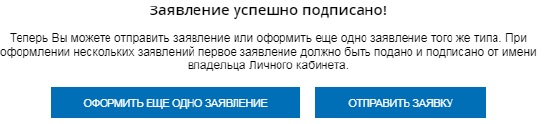 Заявление успешно подписано!
Теперь Вы можете отправить заявление или оформить еще одно заявление того же типа. При
оформлении нескольких заявлений первое заявление должно быть подано и подписано от имени
владельца Личного кабинета.
ОФОРМИТЬ ЕЩЕ ОДНО ЗАЯВЛЕНИЕ
ОТПРАВИТЬ ЗАЯВКУ